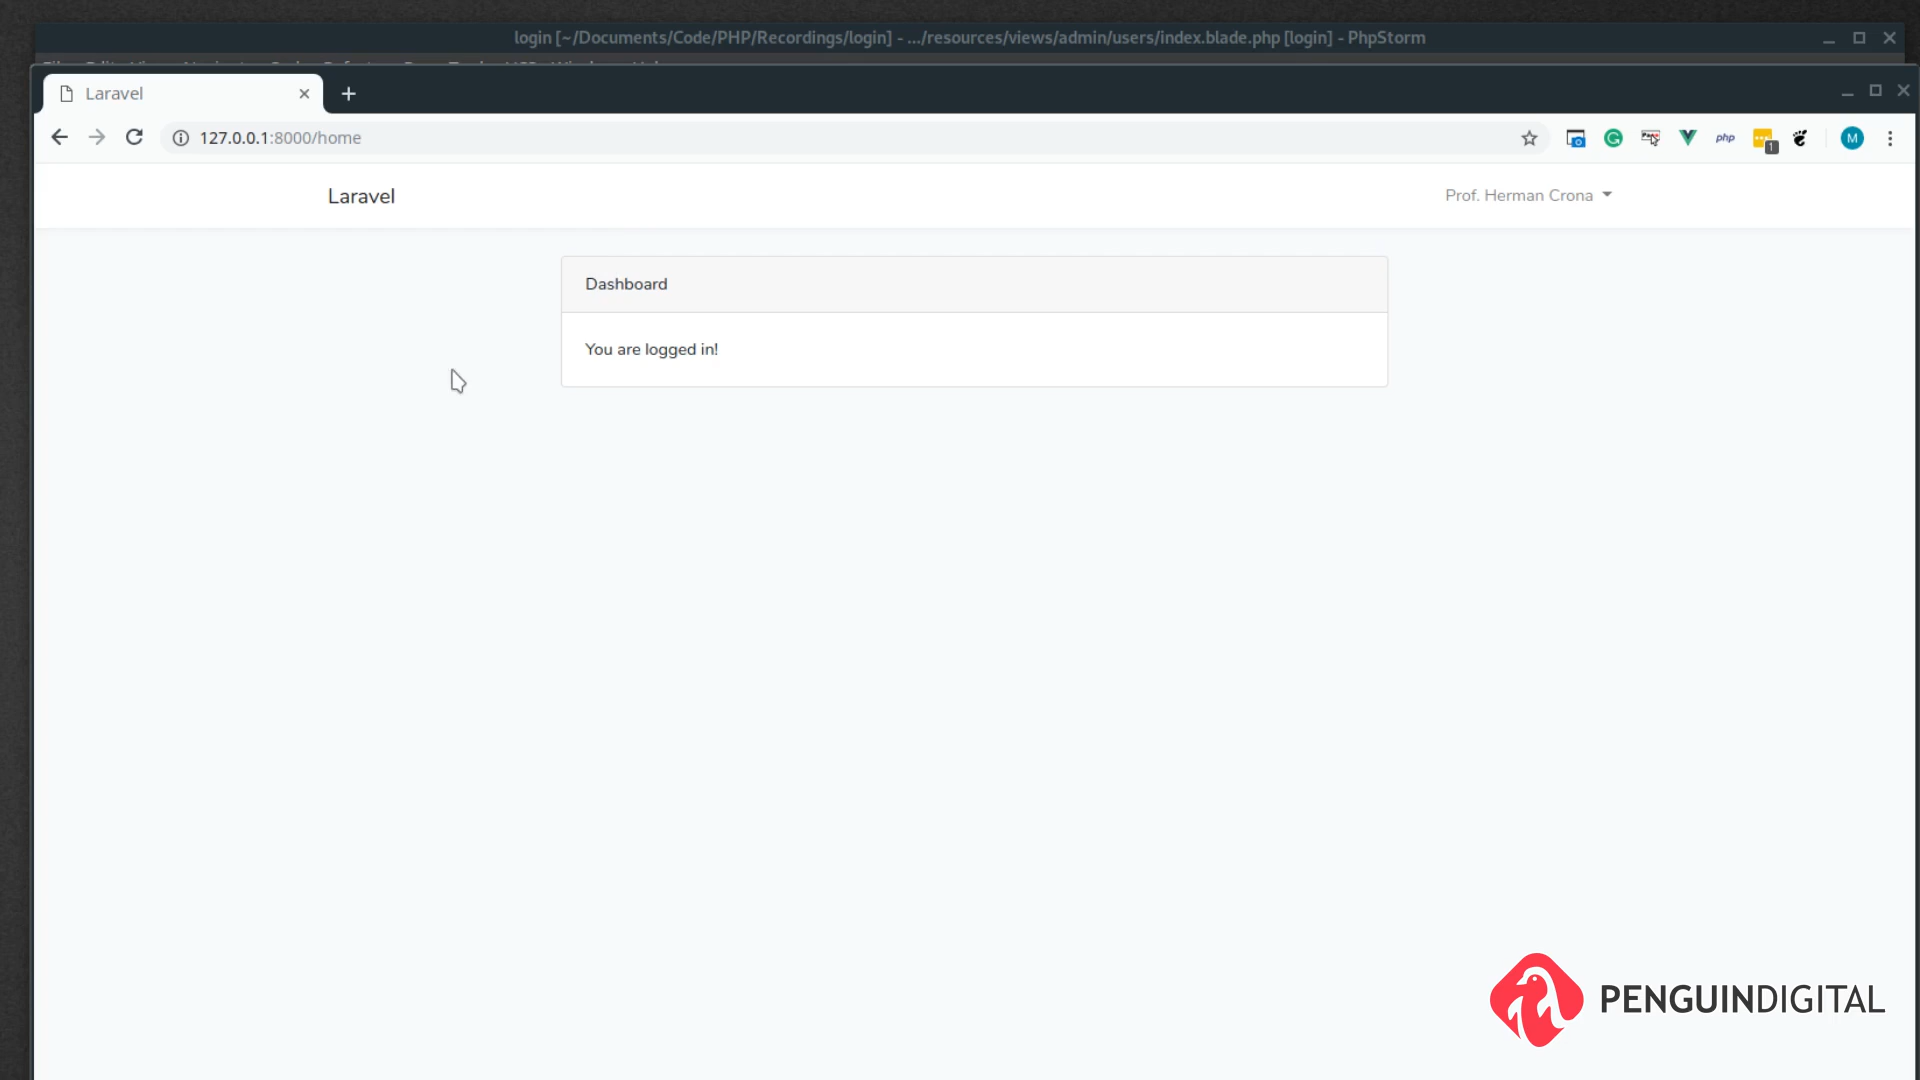 login [~/Documents/Code/PHP/Recordings/login] - .../resources/views/admin/users/index.blade.php [login] - PhpStorm
Laravel
127.0.0.1:8000/home
php
1
M
Laravel
Prof. Herman Crona
Dashboard
You are logged in!
PENGUINDIGITAL